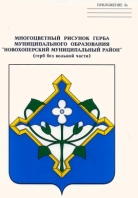 ПРИЛОЖЕНИЕ №
МНОГОЦВЕТНЫЙ РИСУНОК ГЕРБА
МУНИЦИПАЛЬНОГО ОБРАЗОВАНИЯ
"НОВОХОПЕРСКИЙ МУНИЦИПАЛЬНЫЙ РАЙОН"
(герб без вольной части)